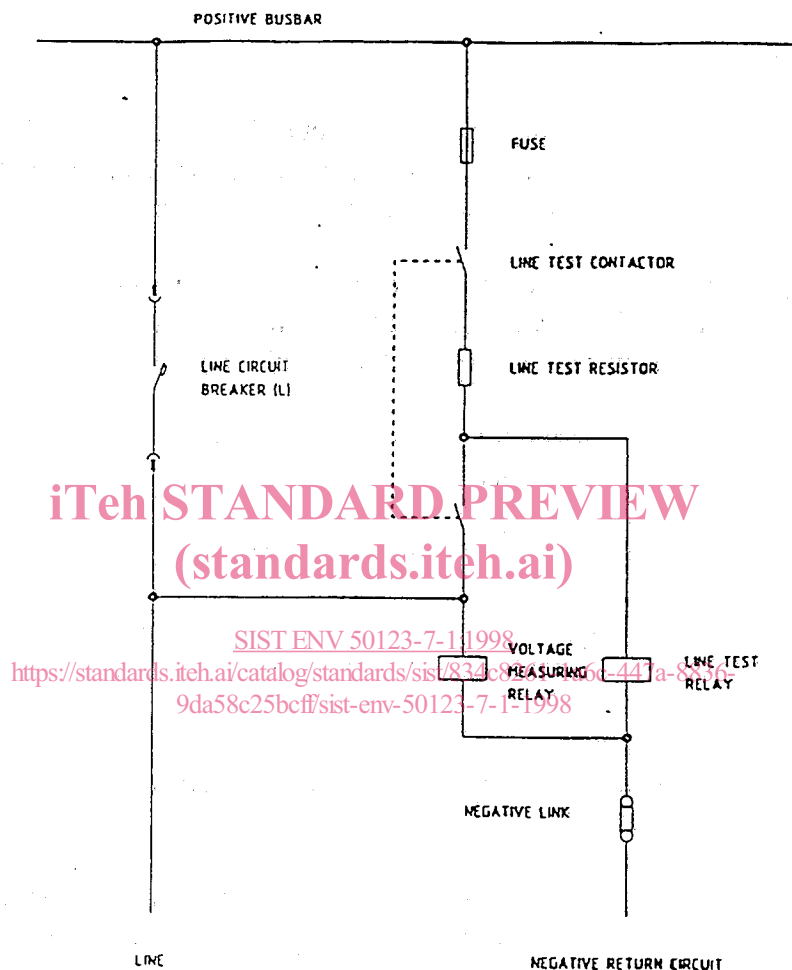 POSITIVE BUSBAR
FUSE
LINE TEST CONTACTOR
LINE CIRCUIT
BREAKER (L)
LINE TEST RESISTOR
iTeh STANDARD PREVIEW
(standards.iteh.ai)
SIST ENV 50123-7-1:1998
VOLTAGE
MEASURING
RELAY
LINE TEST
RELAY
9da58c25bcff/sist-env-50123-7-1-1998
NEGATIVE LINK
LINE
NEGATIVE RETURN CIRCUIT